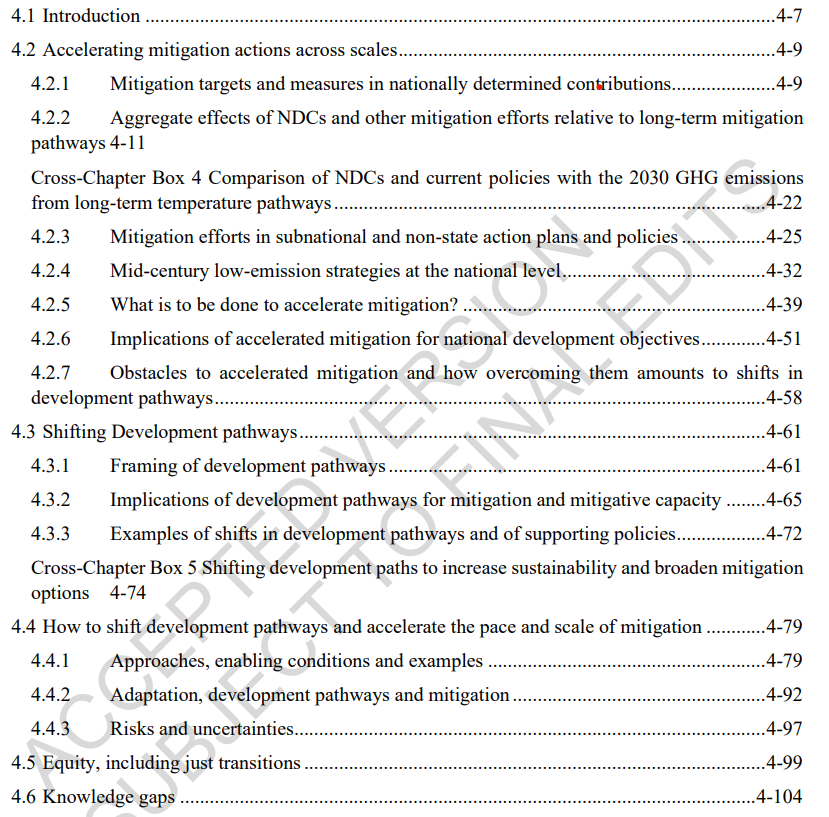 4.1 Introduction ....................................................................................................................................4-7
4.2 Accelerating mitigation actions across scales...............................................................................4-9
4.2.1 Mitigation targets and measures in nationally determined contributions......................4-9
4.2.2 Aggregate effects of NDCs and other mitigation efforts relative to long-term mitigation
pathways 4-11
Cross-Chapter Box 4 Comparison of NDCs and current policies with the 2030 GHG emissions
from long-term temperature pathways ...........................................................................................4-22
4.2.3 Mitigation efforts in subnational and non-state action plans and policies ..................4-25
4.2.4 Mid-century low-emission strategies at the national level..........................................4-32
4.2.5 What is to be done to accelerate mitigation? ...............................................................4-39
4.2.6 Implications of accelerated mitigation for national development objectives..............4-51
4.2.7 Obstacles to accelerated mitigation and how overcoming them amounts to shifts in
development pathways....................................................................................................................4-58
4.3 Shifting Development pathways..................................................................................................4-61
4.3.1 Framing of development pathways ...............................................................................4-61
4.3.2 Implications of development pathways for mitigation and mitigative capacity ........4-65
4.3.3 Examples of shifts in development pathways and of supporting policies...................4-72
Cross-Chapter Box 5 Shifting development paths to increase sustainability and broaden mitigation
options 4-74
4.4 How to shift development pathways and accelerate the pace and scale of mitigation ............4-79
4.4.1 Approaches, enabling conditions and examples ..........................................................4-79
4.4.2 Adaptation, development pathways and mitigation .....................................................4-92
4.4.3 Risks and uncertainties..................................................................................................4-97
4.5 Equity, including just transitions .................................................................................................4-99
4.6 Knowledge gaps .........................................................................................................................4-104
ACCEPTED VERSION
SUBJECT TO FINAL EDITS